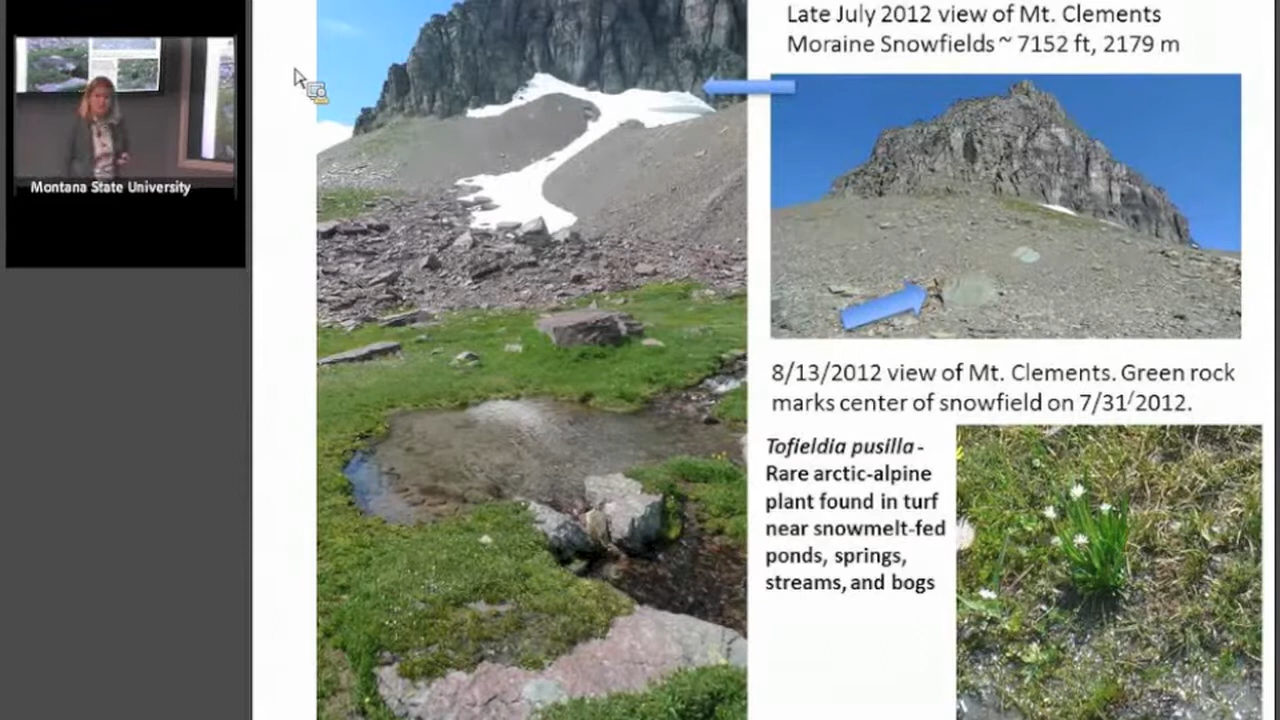 Montana State University
Late July 2012 view of Mt. Clements
Moraine Snowfields ~ 7152 ft, 2179 m
8/13/2012 view of Mt. Clements. Green rock
marks center of snowfield on 7/31/2012.
Tofieldia pusilla -
Rare arctic-alpine
plant found in turf
near snowmelt-fed
ponds, springs,
streams, and bogs